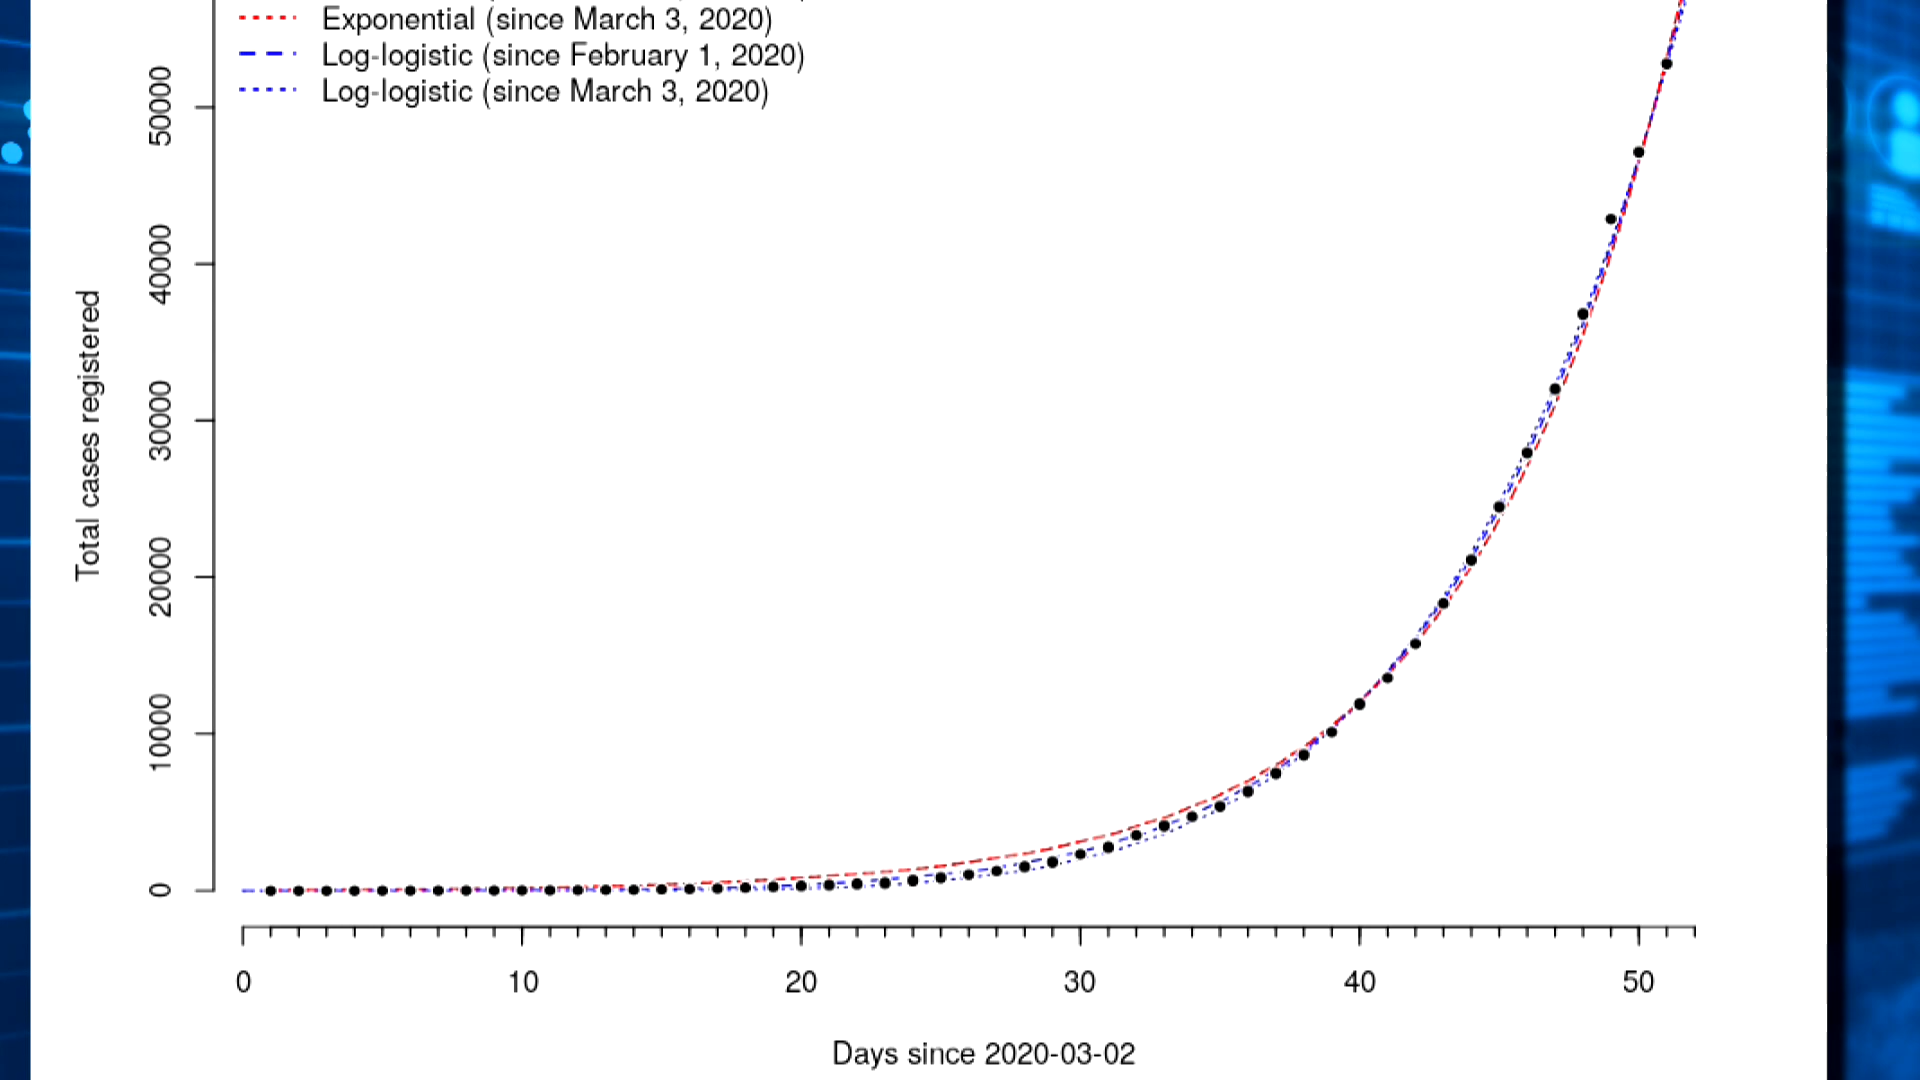 Exponential (since March 3, 2020)
Log-logistic (since February 1, 2020)
Log-logistic (since March 3, 2020)
50000
40000
30000
20000
10000
0
Total cases registered
0 10 20 30 40 50
Days since 2020-03-02